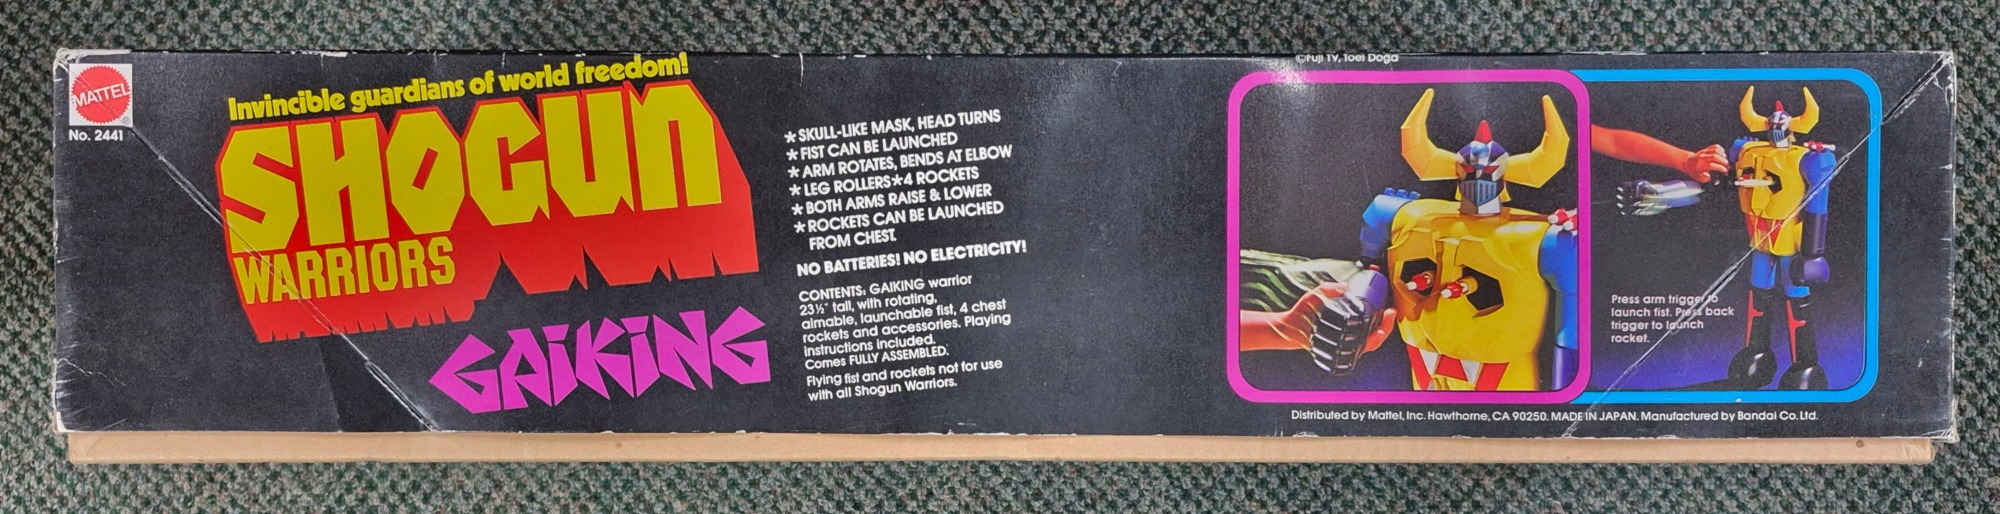 MATTEL
®
No. 2441
Invincible guardians of world freedom!
SHOGUN
WARRIORS
GAIKING
* SKULL-LIKE MASK, HEAD TURNS
* FIST CAN BE LAUNCHED
* ARM ROTATES, BENDS AT ELBOW
* LEG ROLLERS * 4 ROCKETS
* BOTH ARMS RAISE & LOWER
* ROCKETS CAN BE LAUNCHED
FROM CHEST.
NO BATTERIES! NO ELECTRICITY!
CONTENTS: GAIKING warrior
23½" tall, with rotating,
aimable, launchable fist, 4 chest
rockets and accessories. Playing
instructions included.
Comes FULLY ASSEMBLED.
Flying fist and rockets not for use
with all Shogun Warriors.
©Fuji TV, Toei Doga
Press arm trigger to
launch fist. Press back
trigger to launch
rocket.
Distributed by Mattel, Inc. Hawthorne, CA 90250. MADE IN JAPAN. Manufactured by Bandai Co. Ltd.